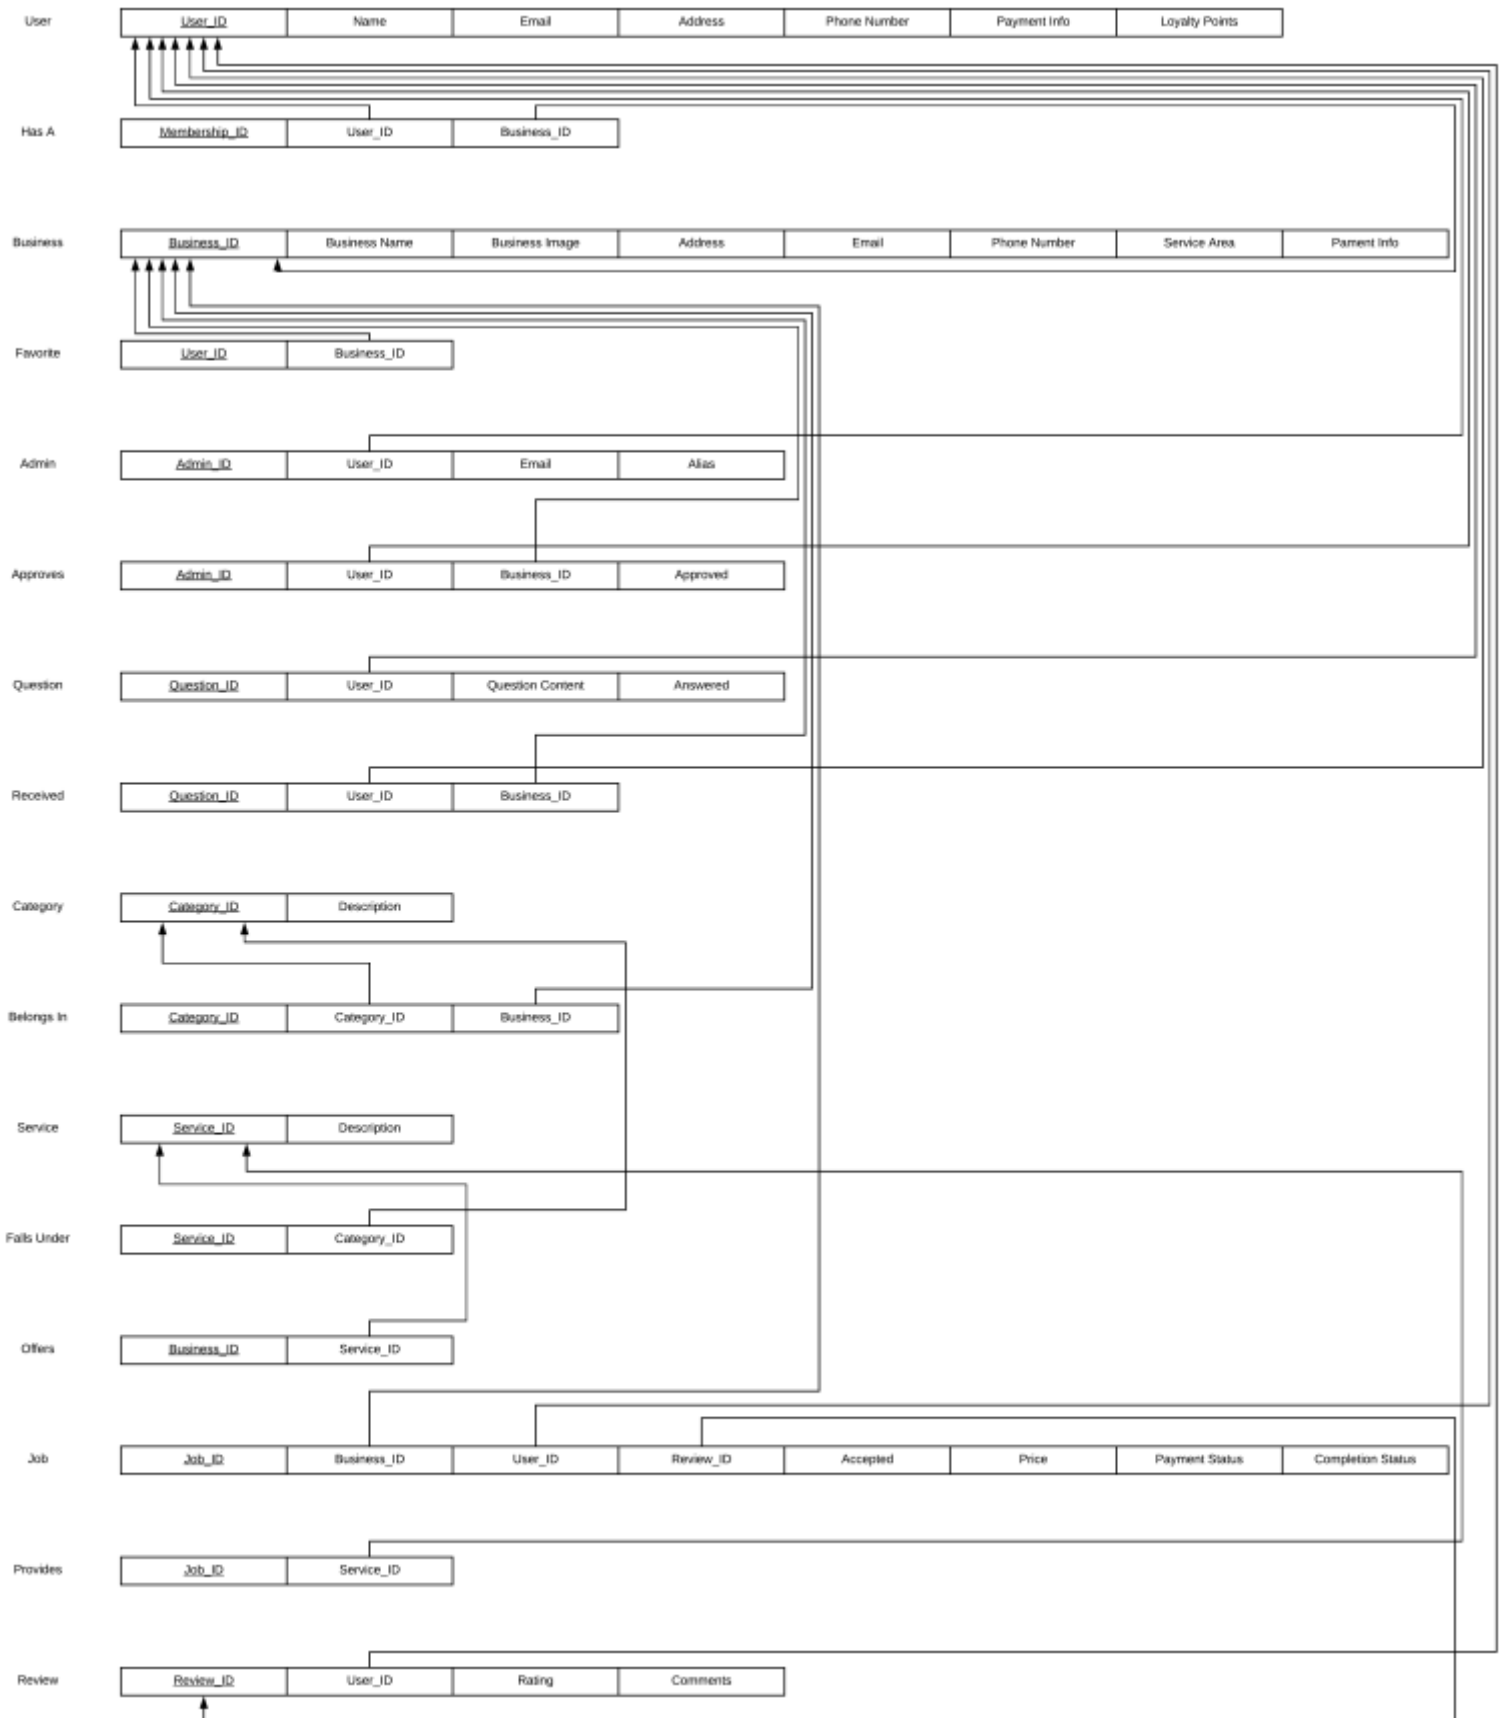 User User_ID Name Email Address Phone Number Payment Info Loyalty Points
Has A Membership_ID User_ID Business_ID
Business Business_ID Business Name Business Image Address Email Phone Number Service Area Pament Info
Favorite User_ID Business_ID
Admin Admin_ID User_ID Email Alias
Approves Admin_ID User_ID Business_ID Approved
Question Question_ID User_ID Question Content Answered
Received Question_ID User_ID Business_ID
Category Category_ID Description
Belongs In Category_ID Category_ID Business_ID
Service Service_ID Description
Falls Under Service_ID Category_ID
Offers Business_ID Service_ID
Job Job_ID Business_ID User_ID Review_ID Accepted Price Payment Status Completion Status
Provides Job_ID Service_ID
Review Review_ID User_ID Rating Comments